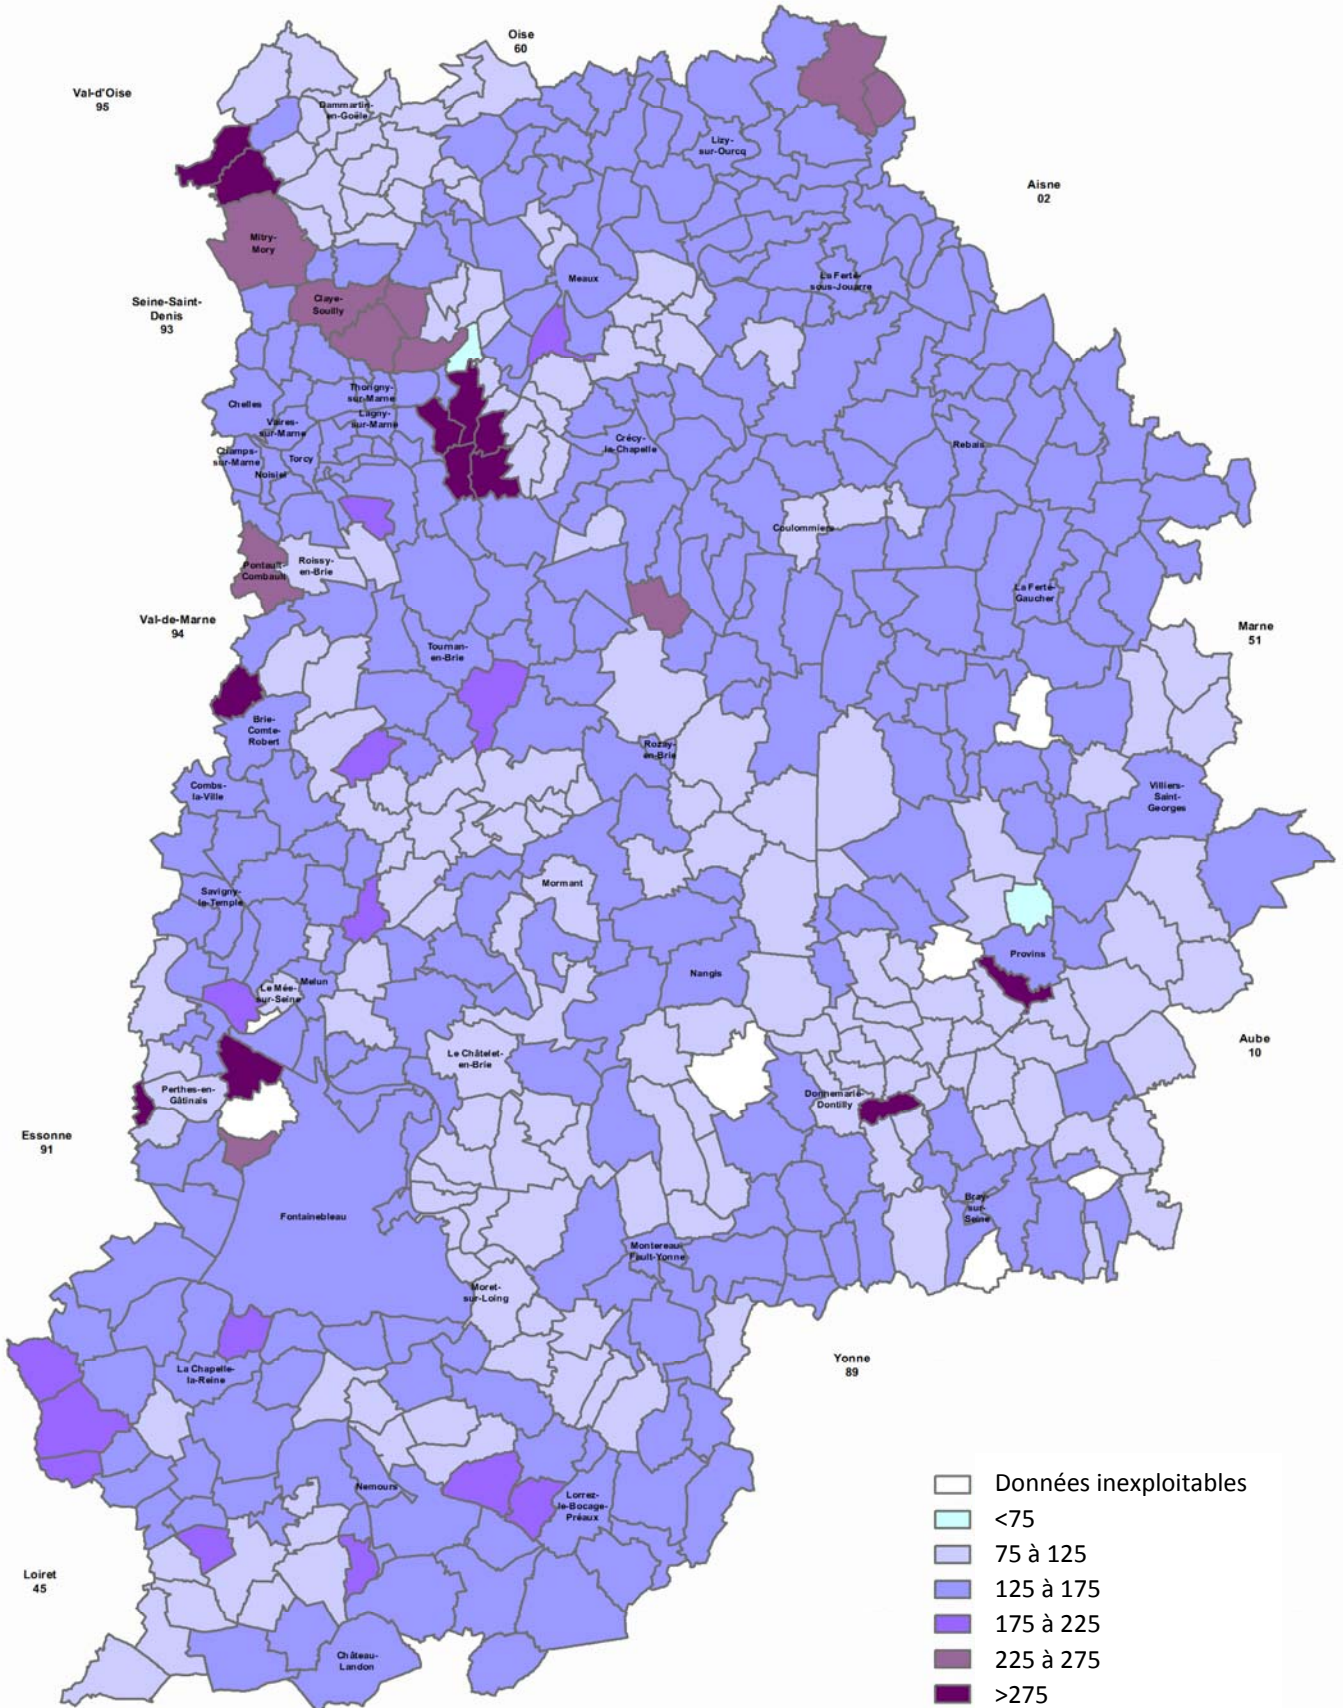 Oise
60
Val-d'Oise
95
Dammartin-
en-Goële
Lizy-
sur-Ourcq
Aisne
02
Mitry-
Mory
Meaux
La Ferté-
sous-Jouarre
Seine-Saint-
Denis
93
Claye-
Souilly
Thorigny-
sur-Marne
Chelles
Lagny-
sur-Marne
Vaires-
sur-Marne
Crécy-
la-Chapelle
Rebais
Champs-
sur-Marne
Torcy
Noisiel
Coulommiers
Pontault-
Combault
Roissy-
en-Brie
La Ferté-
Gaucher
Val-de-Marne
94
Marne
51
Tournan-
en-Brie
Brie-
Comte-
Robert
Rozay-
en-Brie
Combs-
la-Ville
Villiers-
Saint-
Georges
Mormant
Savigny-
le-Temple
Provins
Nangis
Melun
Le Mée-
sur-Seine
Aube
10
Le Châtelet-
en-Brie
Perthes-en-
Gâtinais
Donnemarie-
Dontilly
Essonne
91
Bray-
sur-
Seine
Fontainebleau
Montereau-
Fault-Yonne
Moret-
sur-Loing
Yonne
89
La Chapelle-
la-Reine
Nemours
Lorrez-
le-Bocage-
Préaux
Loiret
45
Château-
Landon
Données inexploitables
<75
75 à 125
125 à 175
175 à 225
225 à 275
>275